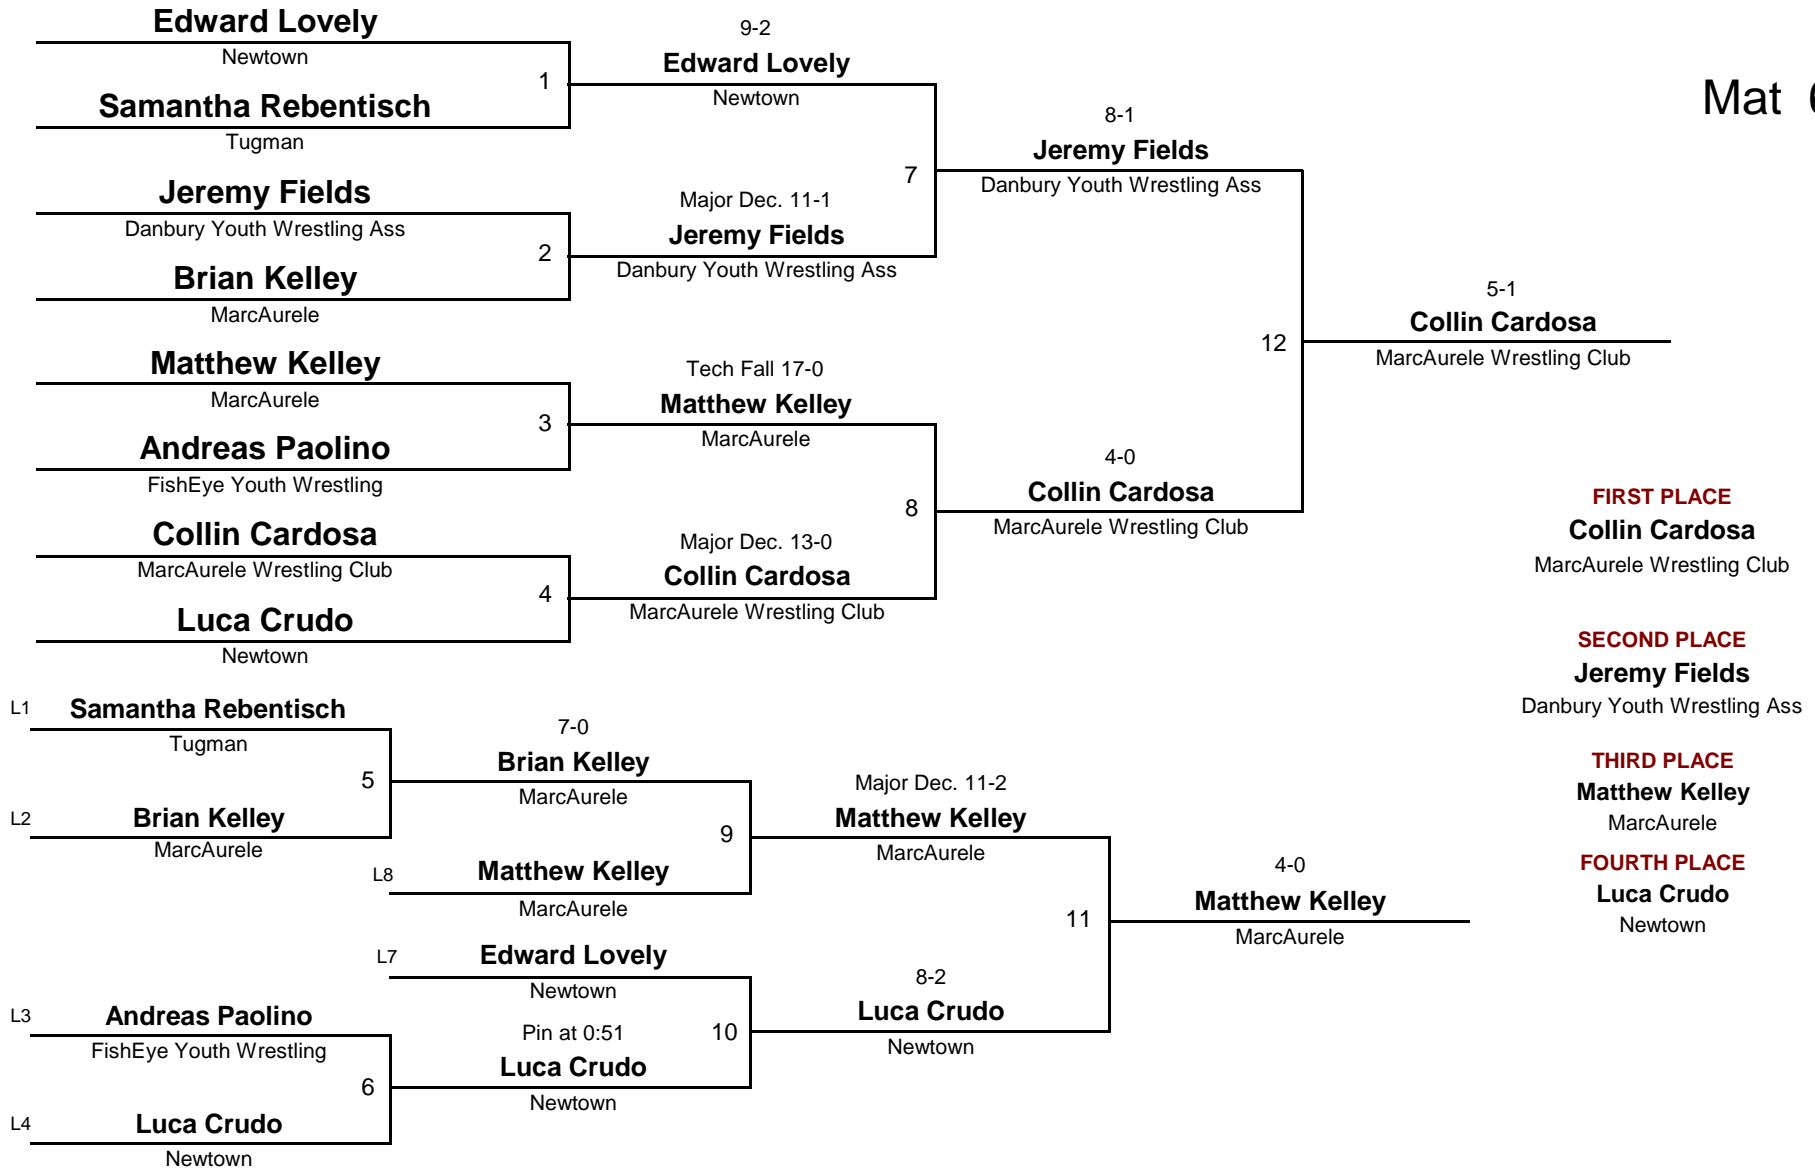 Edward Lovely
Newtown
1
Samantha Rebentisch
Tugman
Jeremy Fields
Danbury Youth Wrestling Ass
2
Brian Kelley
MarcAurele
Matthew Kelley
MarcAurele
3
Andreas Paolino
FishEye Youth Wrestling
Collin Cardosa
MarcAurele Wrestling Club
4
Luca Crudo
Newtown
9-2
Edward Lovely
Newtown
7
Major Dec. 11-1
Jeremy Fields
Danbury Youth Wrestling Ass
Tech Fall 17-0
Matthew Kelley
MarcAurele
8
Major Dec. 13-0
Collin Cardosa
MarcAurele Wrestling Club
8-1
Jeremy Fields
Danbury Youth Wrestling Ass
12
4-0
Collin Cardosa
MarcAurele Wrestling Club
5-1
Collin Cardosa
MarcAurele Wrestling Club
Mat 6
FIRST PLACE
Collin Cardosa
MarcAurele Wrestling Club
SECOND PLACE
Jeremy Fields
Danbury Youth Wrestling Ass
THIRD PLACE
Matthew Kelley
MarcAurele
FOURTH PLACE
Luca Crudo
Newtown
L1 Samantha Rebentisch
Tugman
5
L2 Brian Kelley
MarcAurele
7-0
Brian Kelley
MarcAurele
9
L8 Matthew Kelley
MarcAurele
L7 Edward Lovely
Newtown
10
Pin at 0:51
Luca Crudo
Newtown
L3 Andreas Paolino
FishEye Youth Wrestling
6
L4 Luca Crudo
Newtown
Major Dec. 11-2
Matthew Kelley
MarcAurele
11
8-2
Luca Crudo
Newtown
4-0
Matthew Kelley
MarcAurele